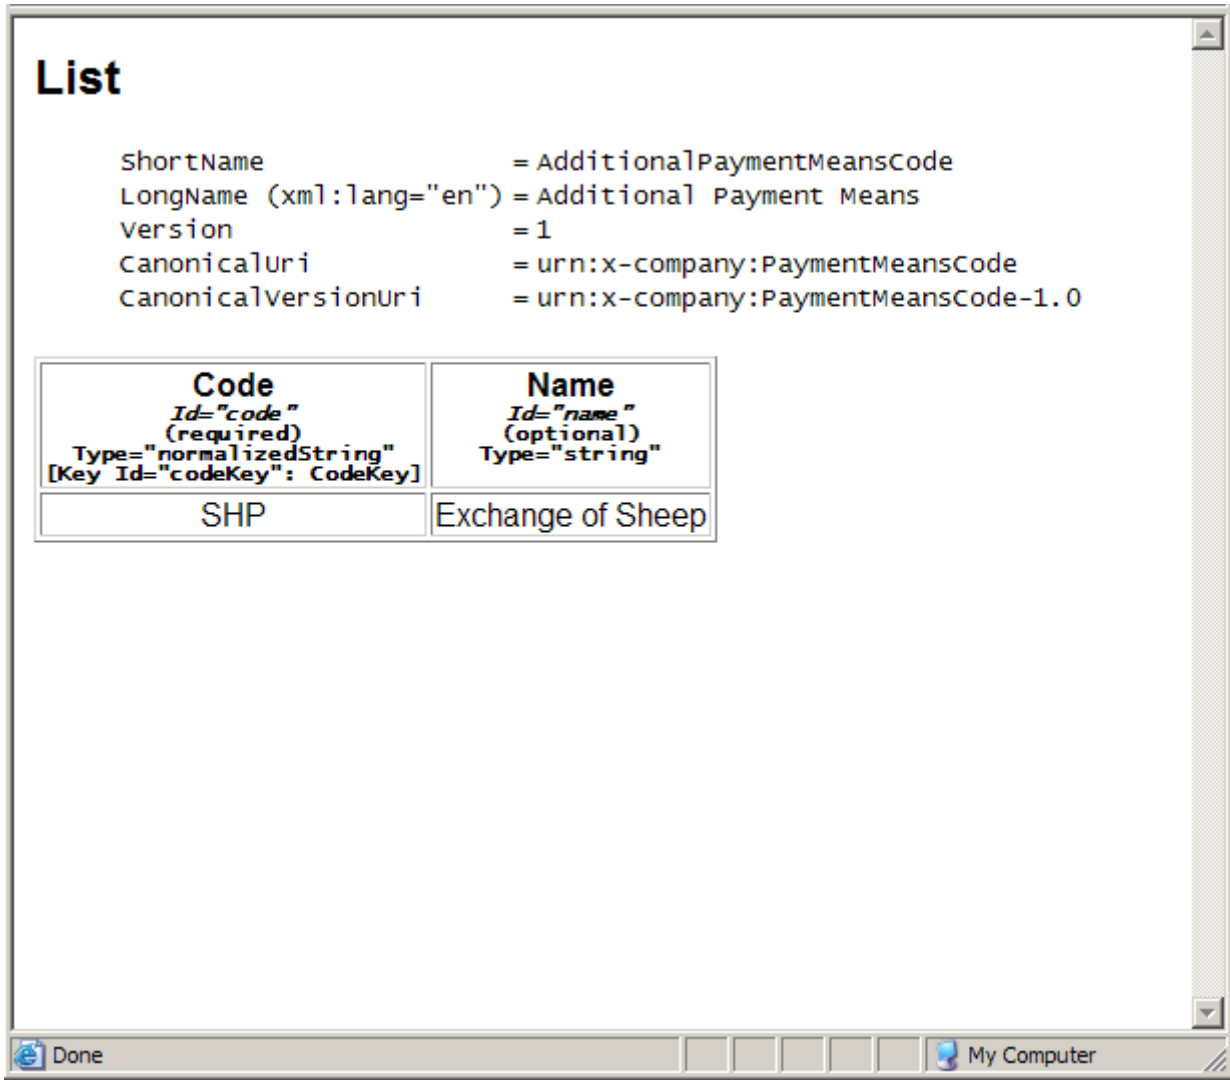 List
ShortName = AdditionalPaymentMeansCode
LongName (xml:lang="en") = Additional Payment Means
Version = 1
CanonicalUri = urn:x-company:PaymentMeansCode
CanonicalVersionUri = urn:x-company:PaymentMeansCode-1.0
Code Name
Id="code" Id="name"
(required) (optional)
Type="normalizedString" Type="string"
[Key Id="codeKey": CodeKey]
SHP Exchange of Sheep
Done My Computer